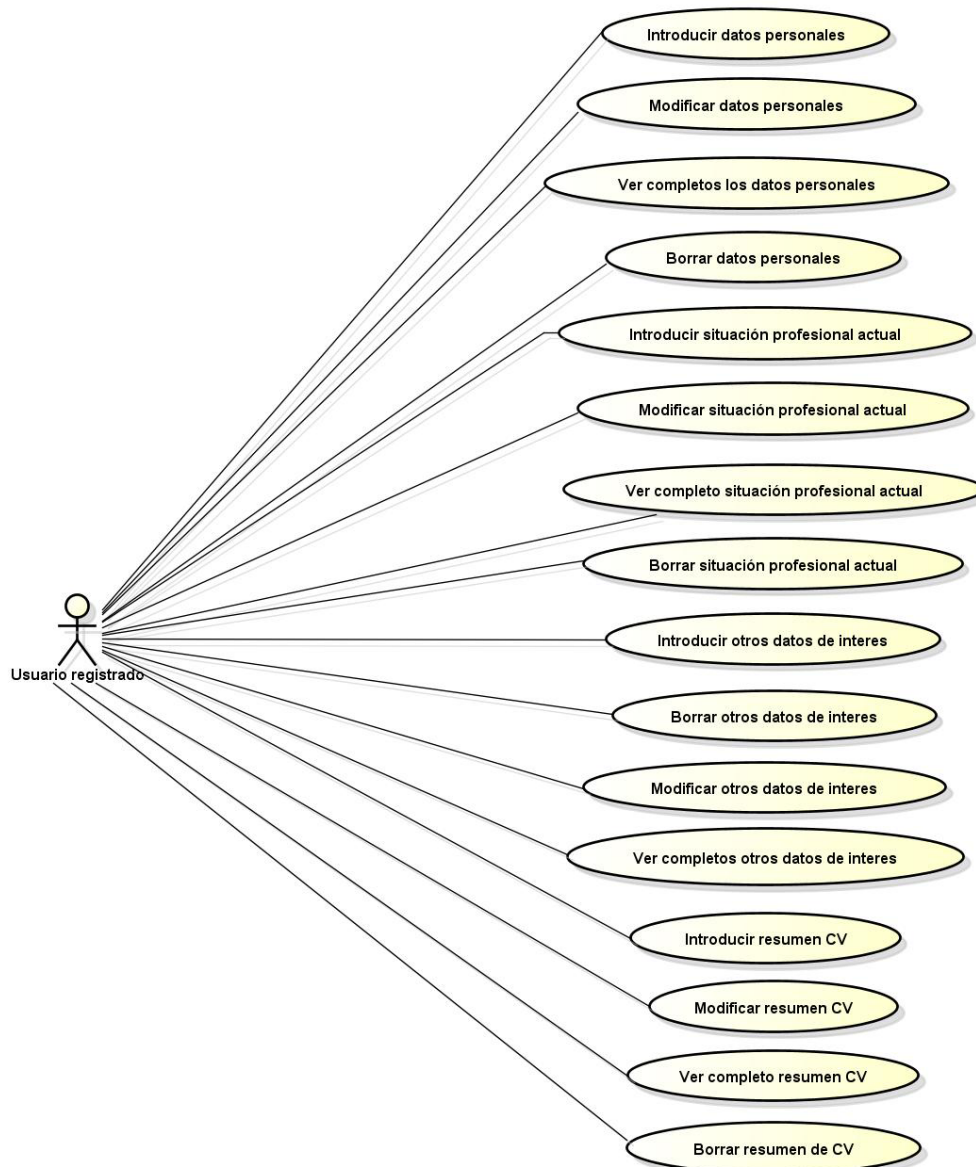 Introducir datos personales
Modificar datos personales
Ver completos los datos personales
Borrar datos personales
Introducir situación profesional actual
Modificar situación profesional actual
Ver completo situación profesional actual
Borrar situación profesional actual
Usuario registrado
Introducir otros datos de interes
Borrar otros datos de interes
Modificar otros datos de interes
Ver completos otros datos de interes
Introducir resumen CV
Modificar resumen CV
Ver completo resumen CV
Borrar resumen de CV